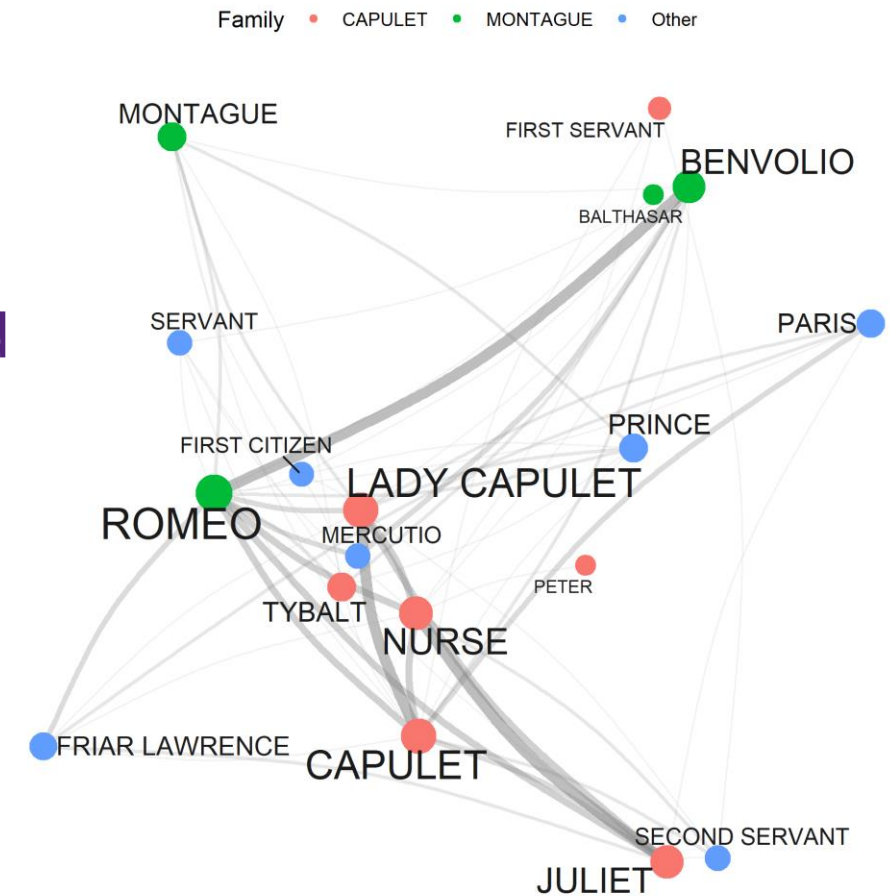 Family CAPULET MONTAGUE Other
MONTAGUE
FIRST SERVANT
BENVOLIO
BALTHASAR
SERVANT
PARIS
PRINCE
FIRST CITIZEN
LADY CAPULET
ROMEO
MERCUTIO
PETER
TYBALT
NURSE
FRIAR LAWRENCE
CAPULET
SECOND SERVANT
JULIET